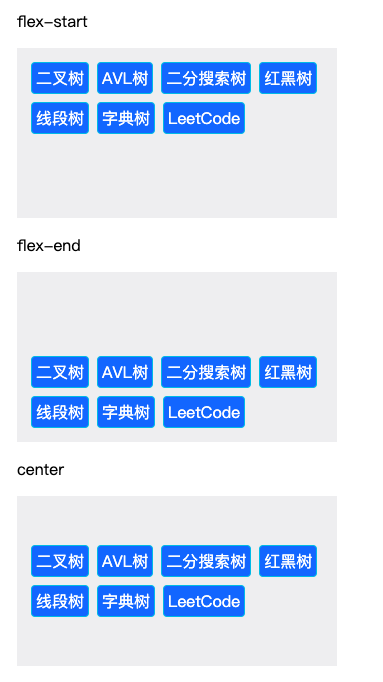 flex-start
二叉树 AVL树 二分搜索树 红黑树
线段树 字典树 LeetCode
flex-end
二叉树 AVL树 二分搜索树 红黑树
线段树 字典树 LeetCode
center
二叉树 AVL树 二分搜索树 红黑树
线段树 字典树 LeetCode